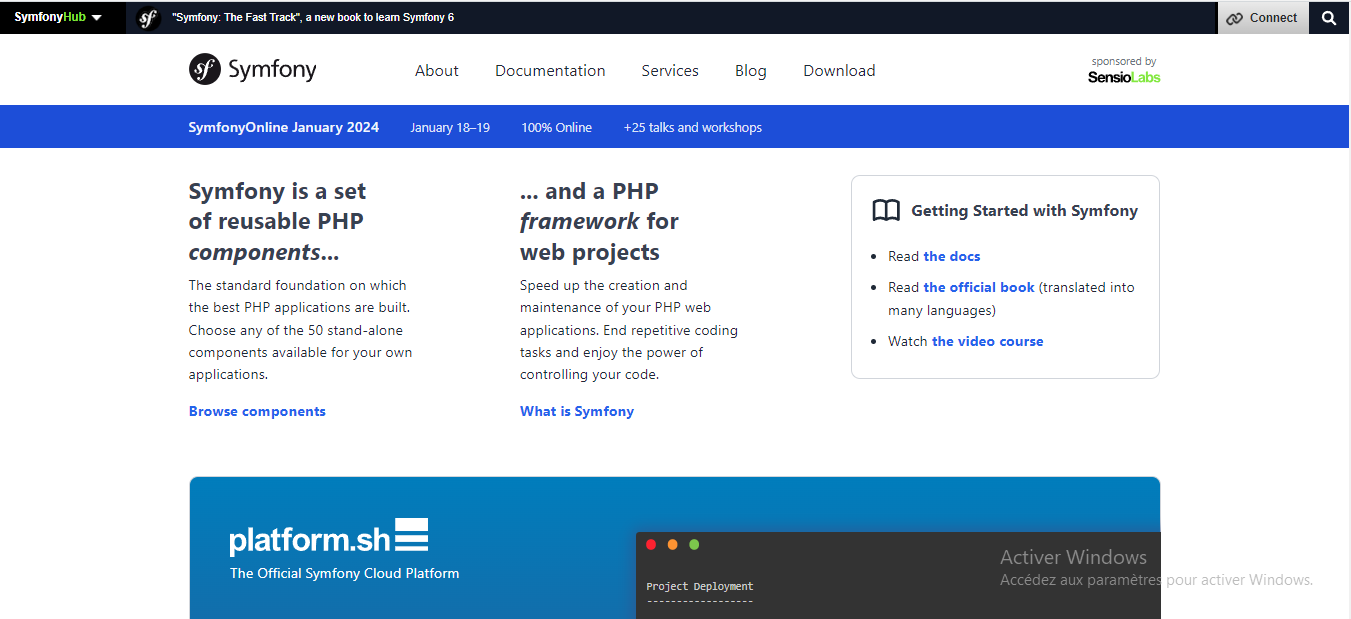 SymfonyHub
"Symfony: The Fast Track", a new book to learn Symfony 6
Connect
Symfony
About
Documentation
Services
Blog
Download
sponsored by
SensioLabs
SymfonyOnline January 2024
January 18–19
100% Online
+25 talks and workshops
Symfony is a set
of reusable PHP
components...
The standard foundation on which
the best PHP applications are built.
Choose any of the 50 stand-alone
components available for your own
applications.
Browse components
... and a PHP
framework for
web projects
Speed up the creation and
maintenance of your PHP web
applications. End repetitive coding
tasks and enjoy the power of
controlling your code.
What is Symfony
Getting Started with Symfony
Read the docs
Read the official book (translated into
many languages)
Watch the video course
platform.sh
The Official Symfony Cloud Platform
Project Deployment
------------------
Activer Windows
Accédez aux paramètres pour activer Windows.